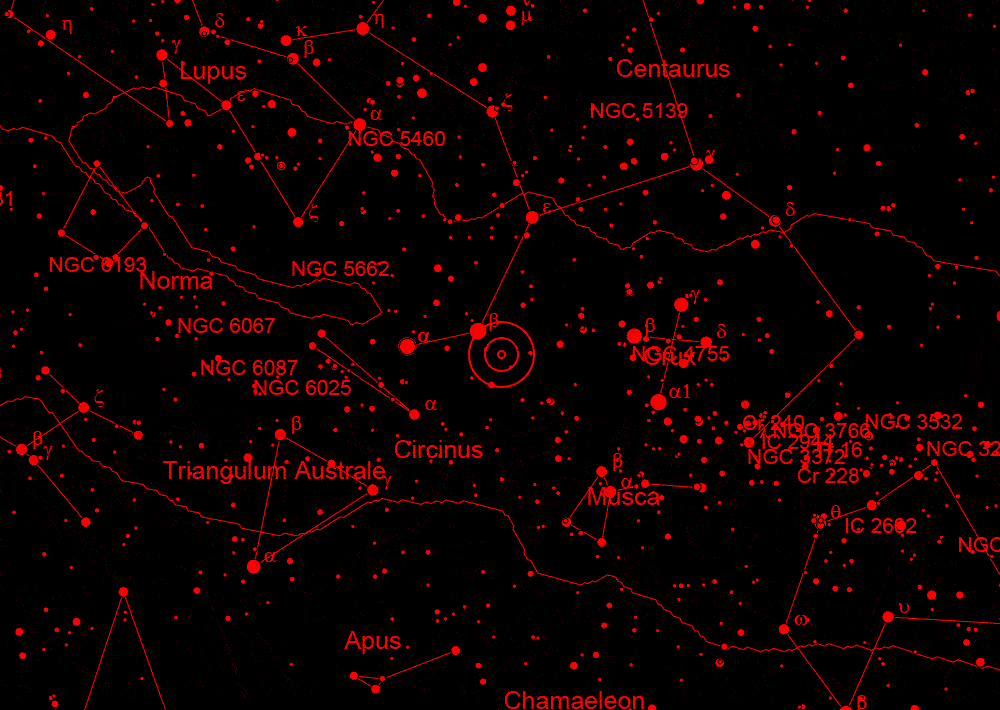 ν
η
δ
κ
η
μ
γ
β
Lupus
Centaurus
ε
ζ
α
NGC 5139
NGC 5460
γ
ζ
ε
δ
NGC 6193
NGC 5662
Norma
γ
NGC 6067
β
β
δ
α
NGC 4755
Crux
NGC 6087
NGC 6025
ζ
α1
α
β
NGC 3766
NGC 3532
β
γ
Circinus
IC 2944
NGC 3372
Triangulum Australe
β
Cr 228
γ
α
Musca
θ
IC 2602
NGC
α
υ
ω
Apus
Chamaeleon
β